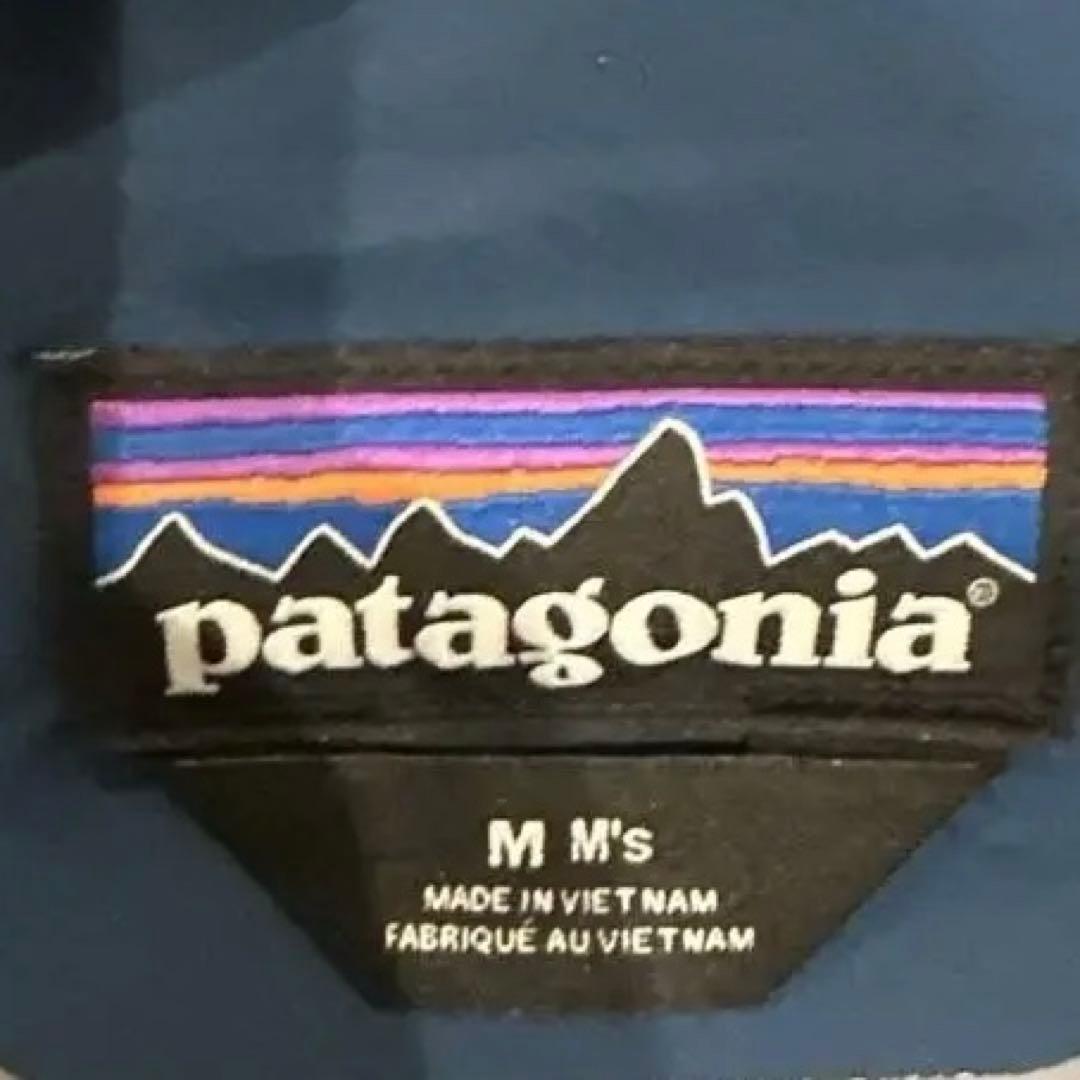 patagonia®
M M's
MADE IN VIETNAM
FABRIQUÉ AU VIETNAM